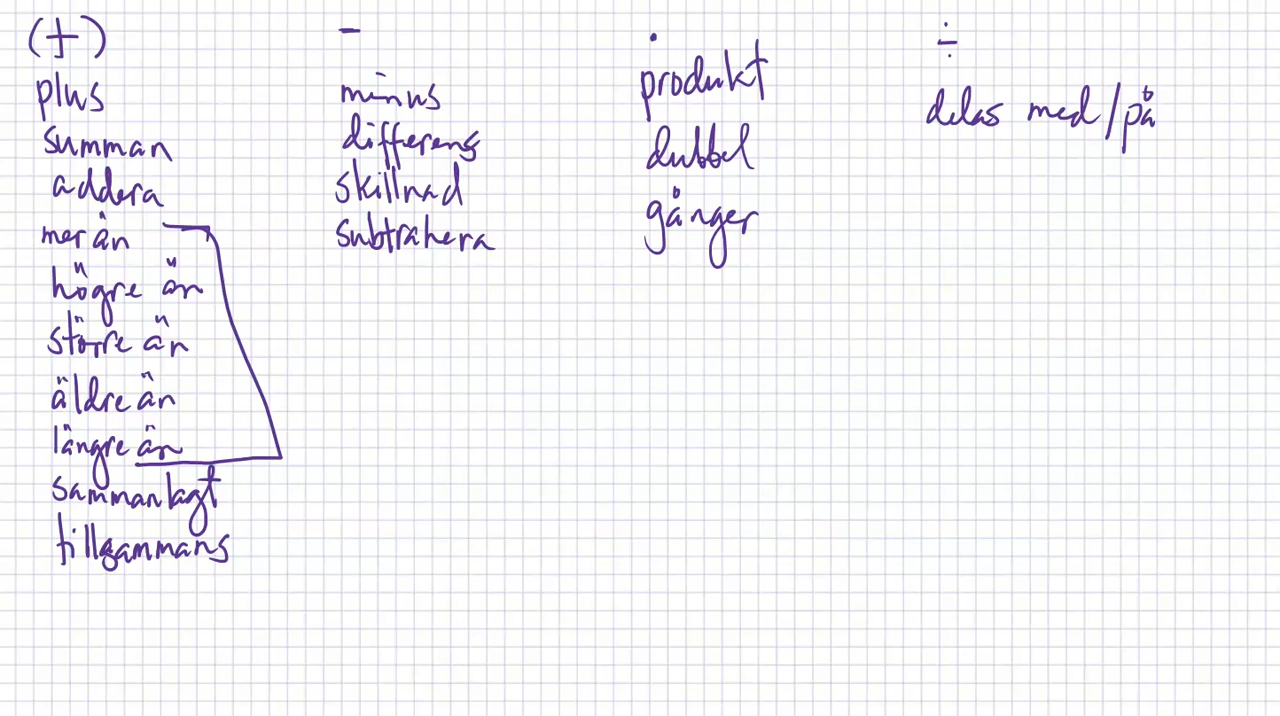 (+)
plus
summan
addera
mer än
högre än
större än
äldre än
längre än
sammanlagt
tillsammans
-
minus
differens
skillnad
subtrahera
·
produkt
dubbel
gånger
÷
delas med/på